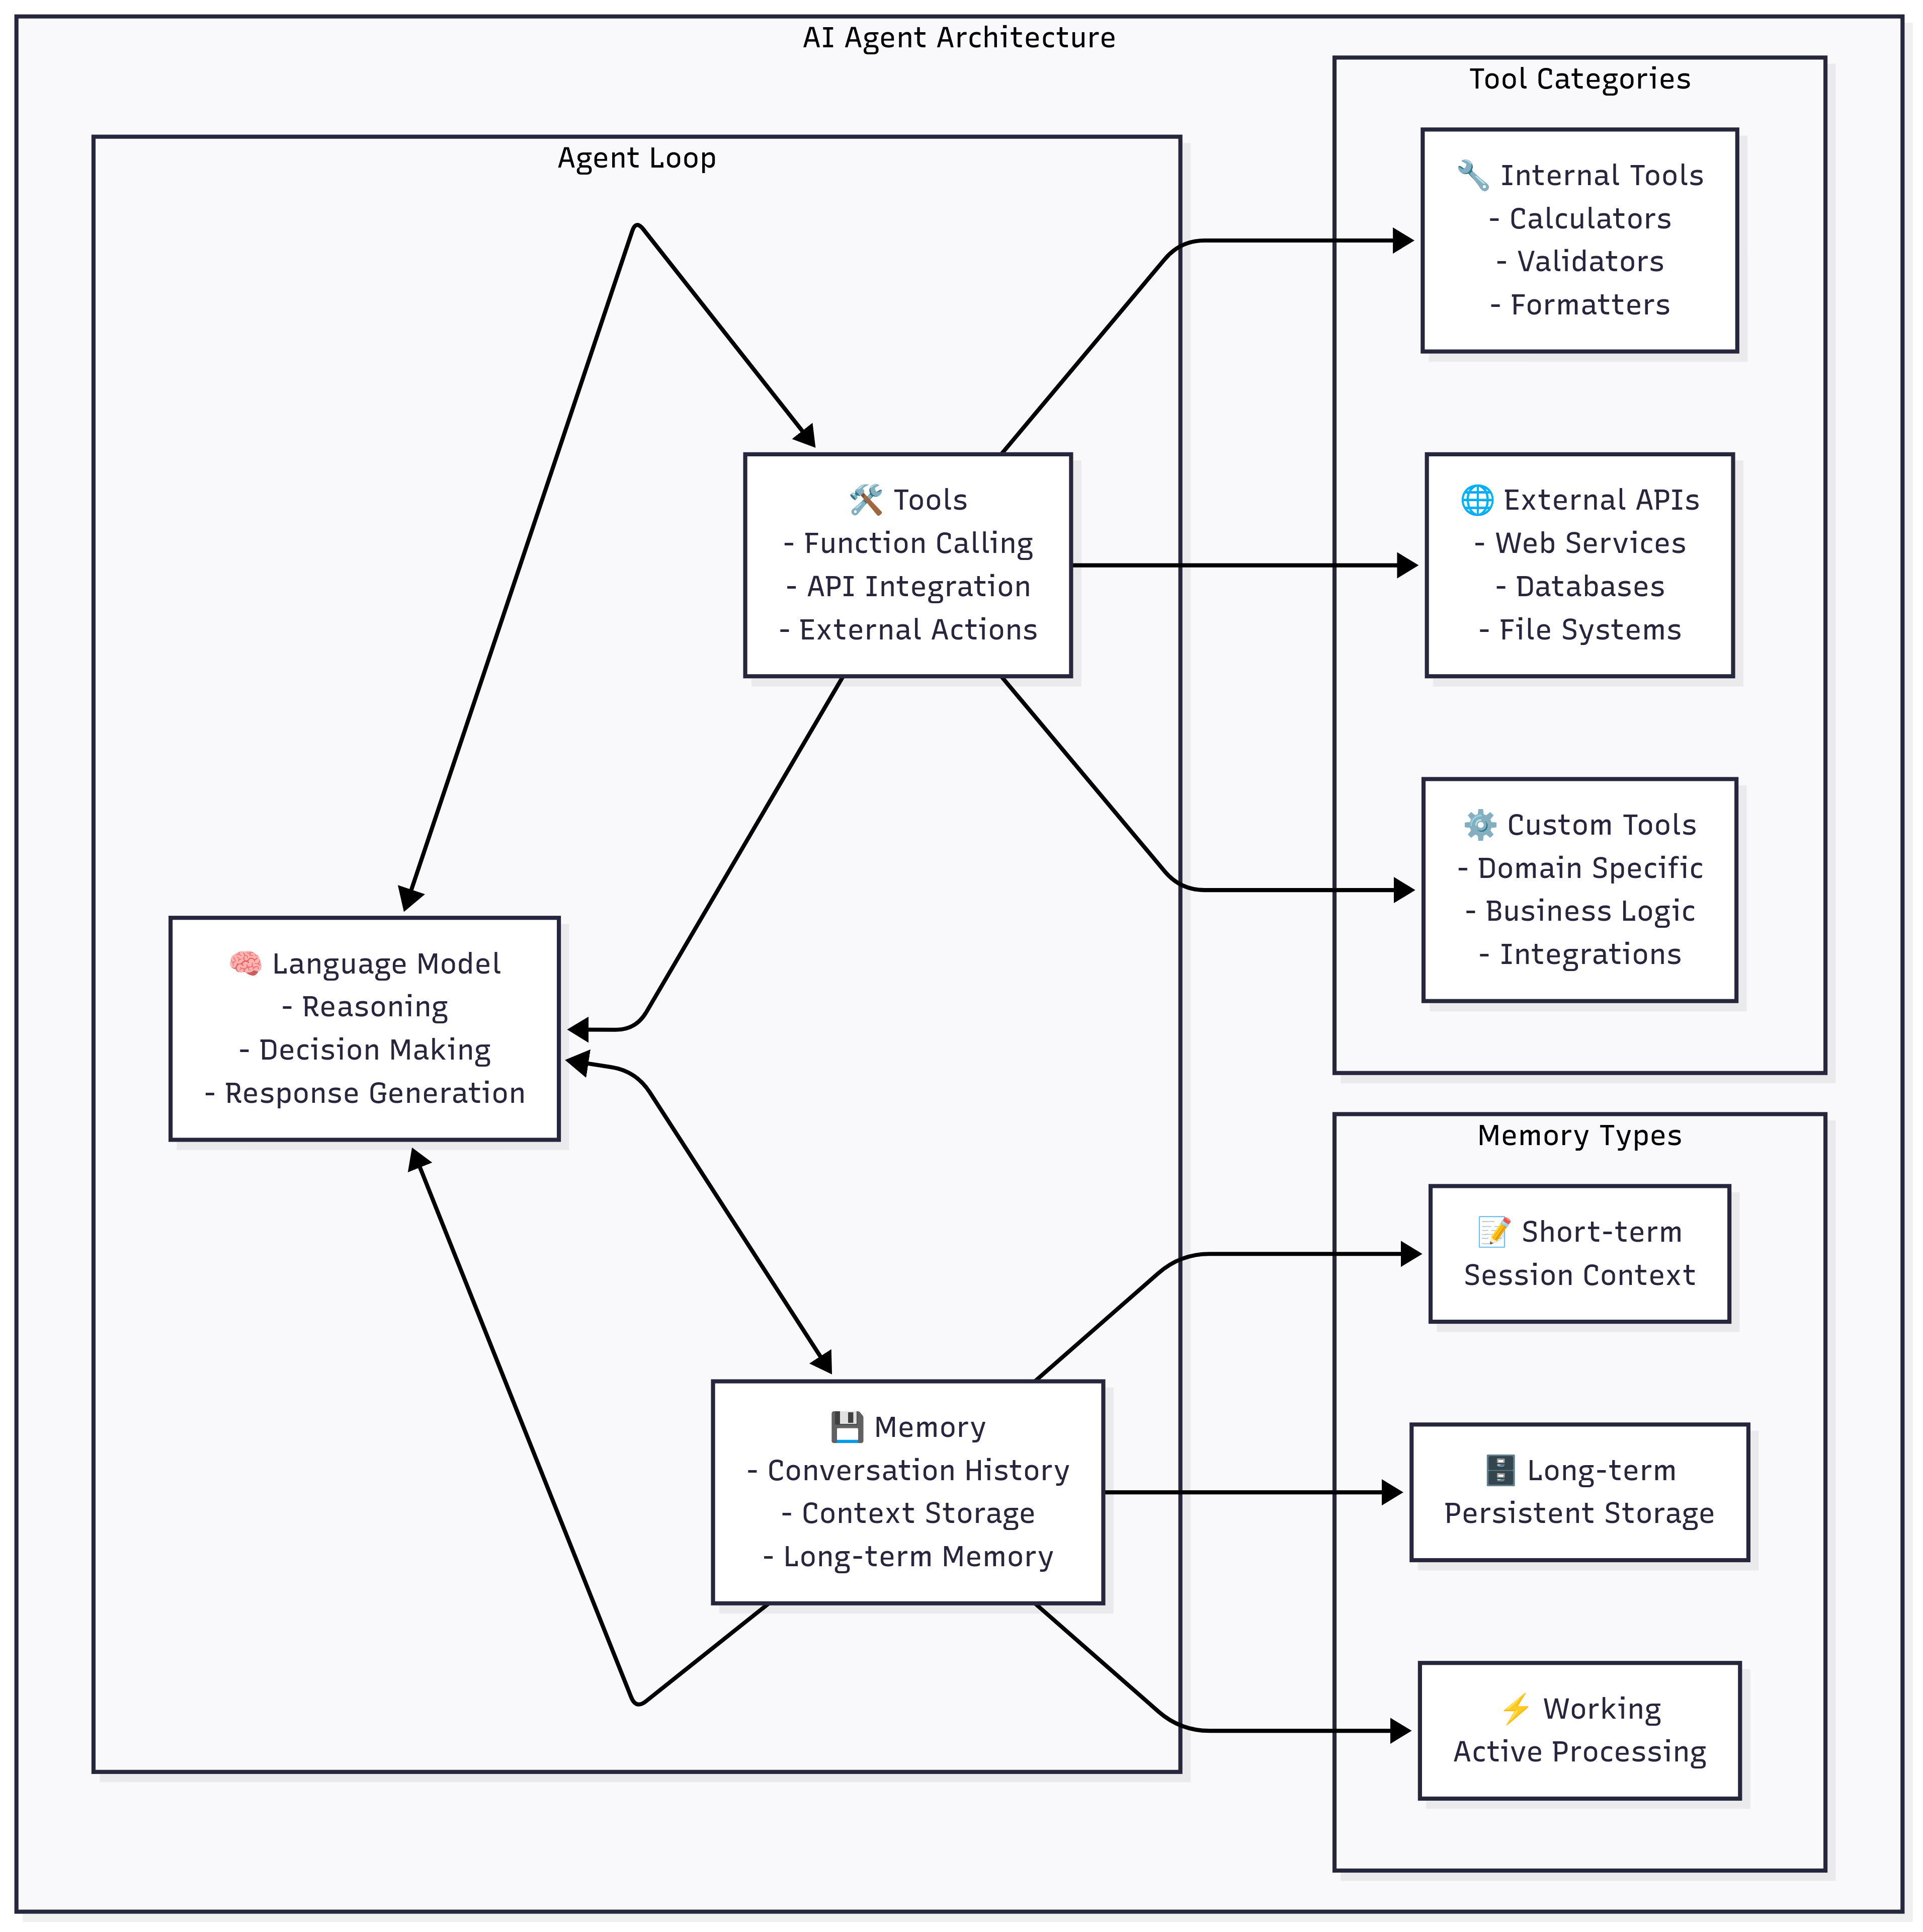 AI Agent Architecture
Agent Loop
🛠️ Tools
- Function Calling
- API Integration
- External Actions
🧠 Language Model
- Reasoning
- Decision Making
- Response Generation
💾 Memory
- Conversation History
- Context Storage
- Long-term Memory
Tool Categories
🔧 Internal Tools
- Calculators
- Validators
- Formatters
🌐 External APIs
- Web Services
- Databases
- File Systems
⚙️ Custom Tools
- Domain Specific
- Business Logic
- Integrations
Memory Types
📝 Short-term
Session Context
🗄️ Long-term
Persistent Storage
⚡ Working
Active Processing